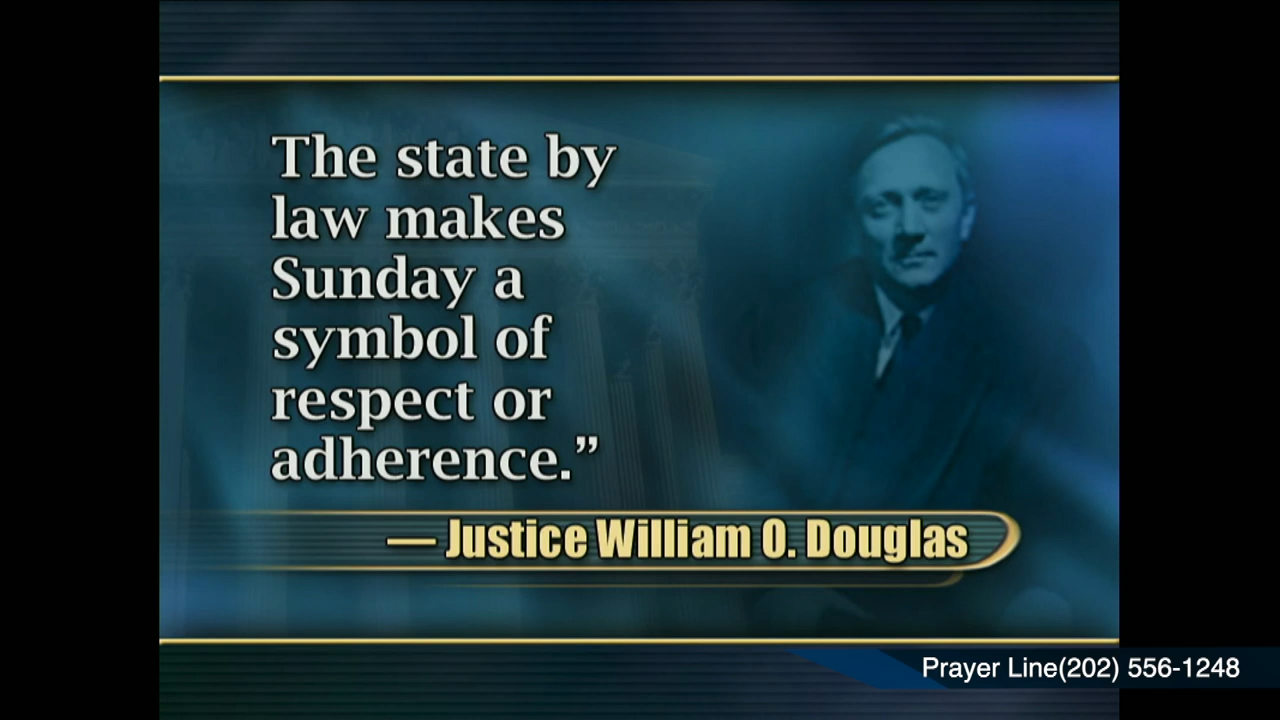 The state by
law makes
Sunday a
symbol of
respect or
adherence.”
— Justice William O. Douglas
Prayer Line(202) 556-1248